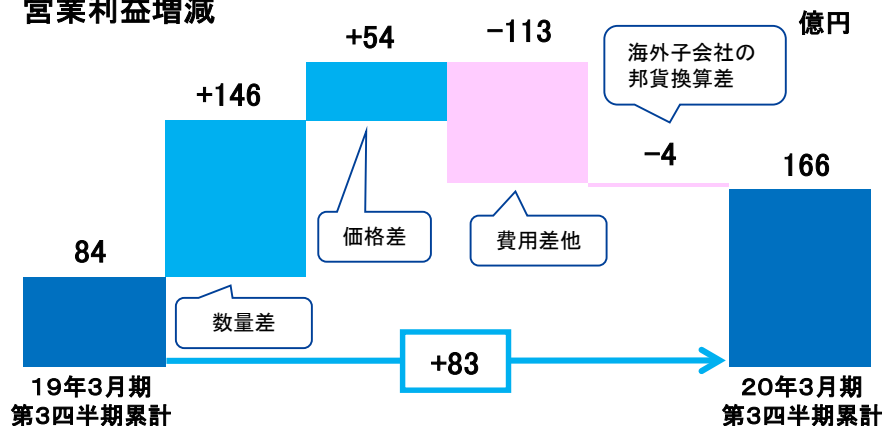 営業利益増減
億円
+54
−113
海外子会社の
邦貨換算差
+146
−4
166
84
価格差
費用差他
数量差
+83
19年3月期
第3四半期累計
20年3月期
第3四半期累計